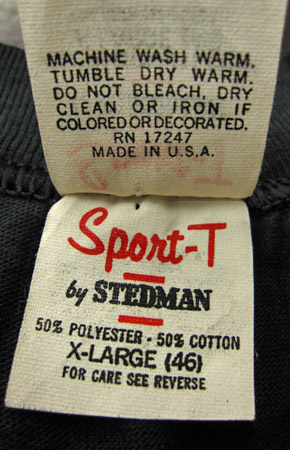 MACHINE WASH WARM.
TUMBLE DRY WARM.
DO NOT BLEACH, DRY
CLEAN OR IRON IF
COLORED OR DECORATED.
RN 17247
MADE IN U.S.A.
Sport-T
by STEDMAN
50% POLYESTER - 50% COTTON
X-LARGE (46)
FOR CARE SEE REVERSE